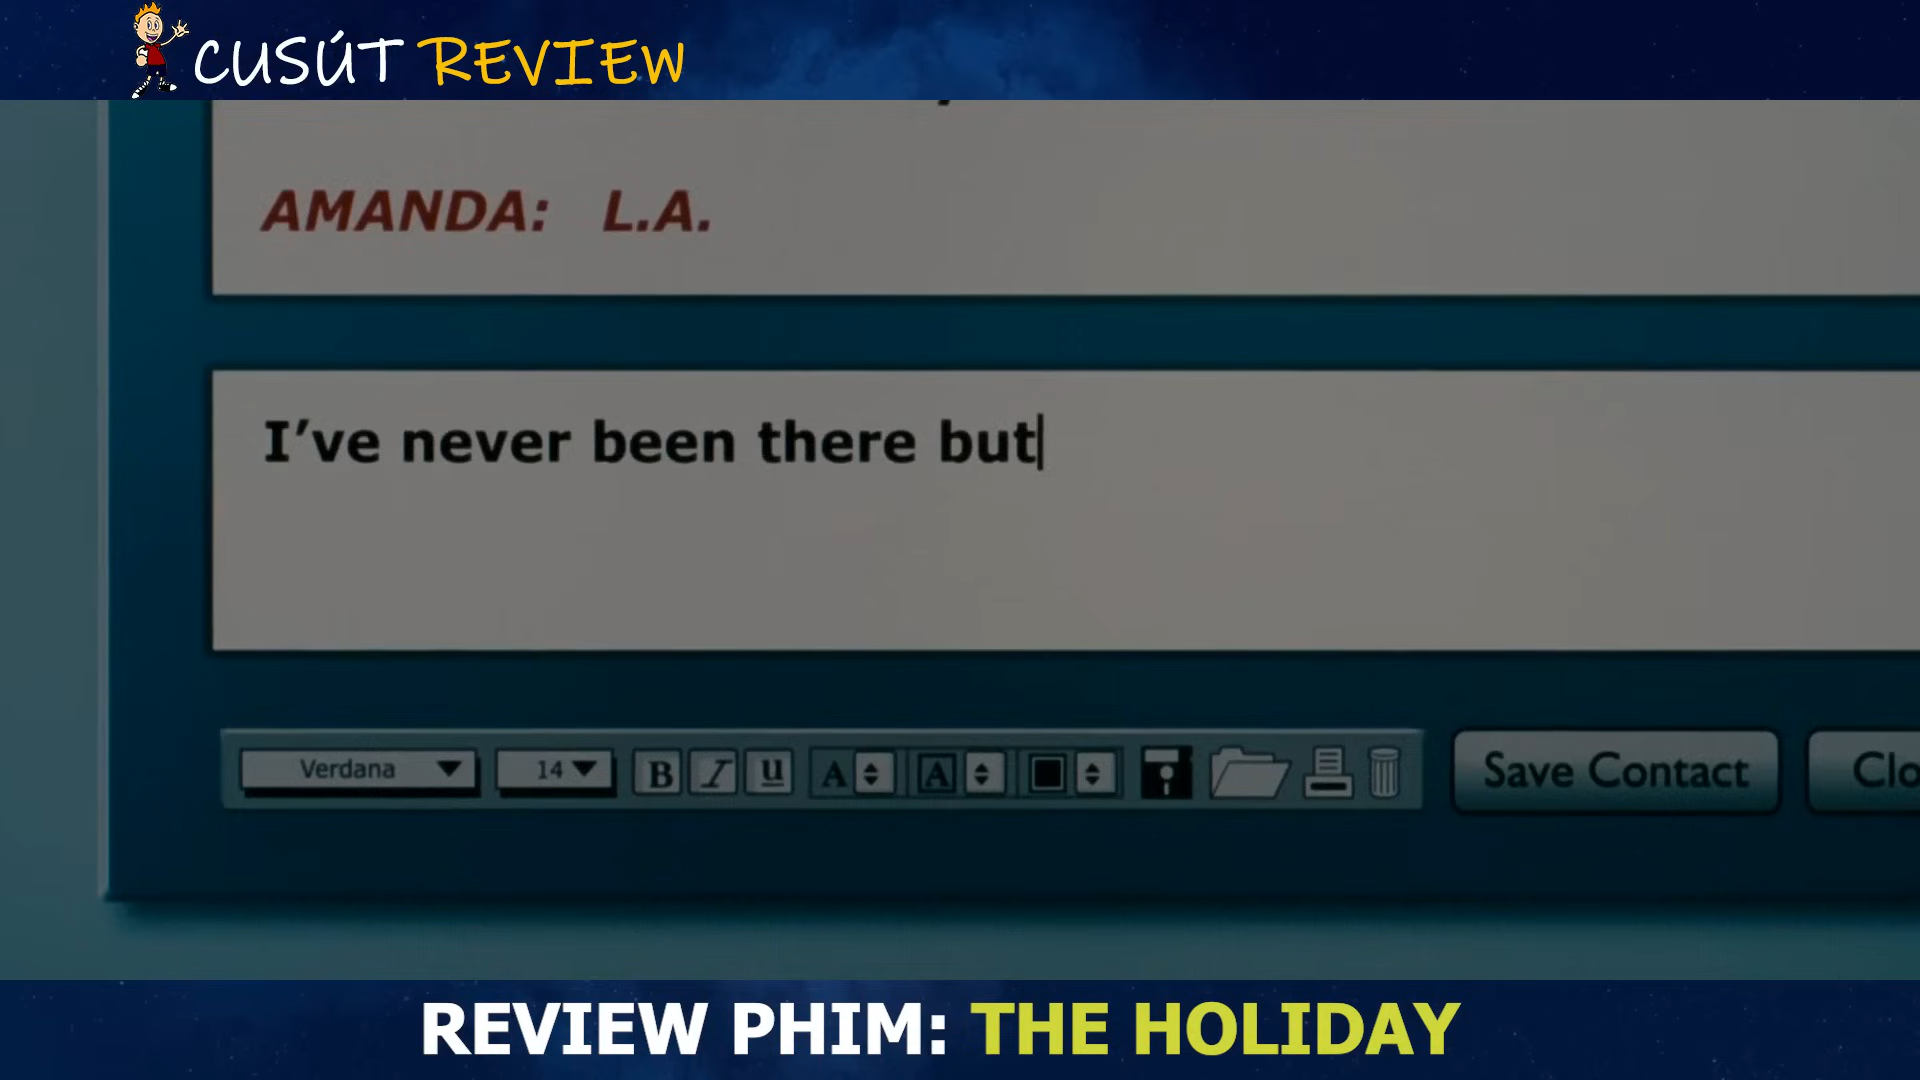 CUSÚT REVIEW
AMANDA: L.A.
I've never been there but
Verdana 14 B I u A A Save Contact
REVIEW PHIM: THE HOLIDAY